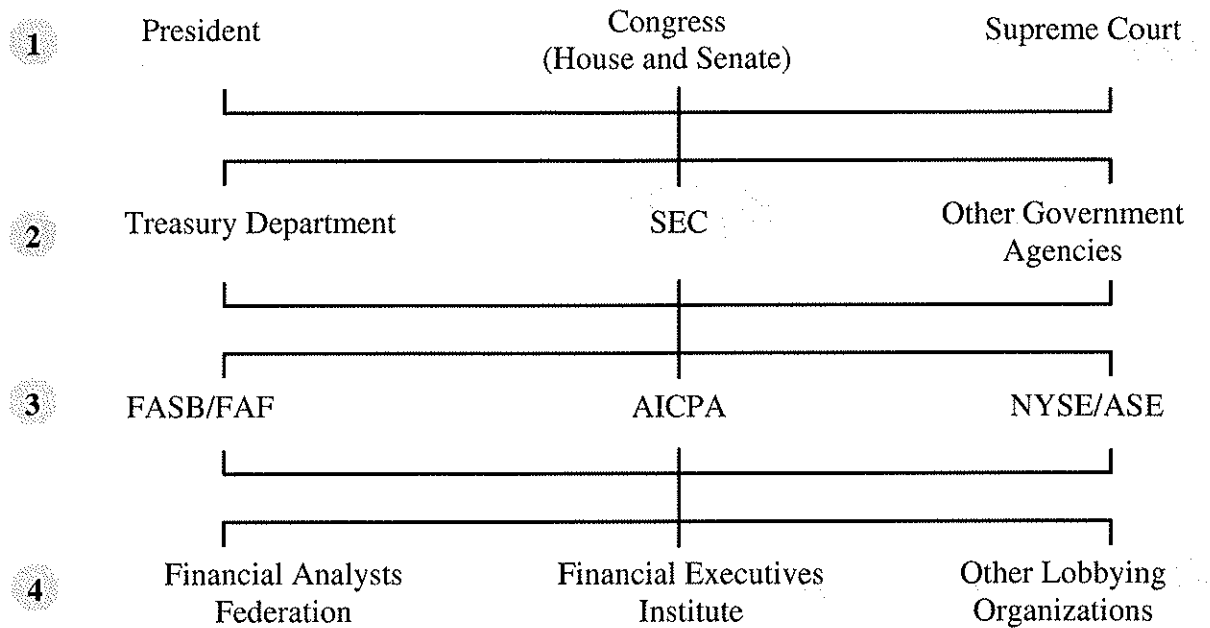 1
President
Congress
(House and Senate)
Supreme Court
2
Treasury Department
SEC
Other Government
Agencies
3
FASB/FAF
AICPA
NYSE/ASE
4
Financial Analysts
Federation
Financial Executives
Institute
Other Lobbying
Organizations